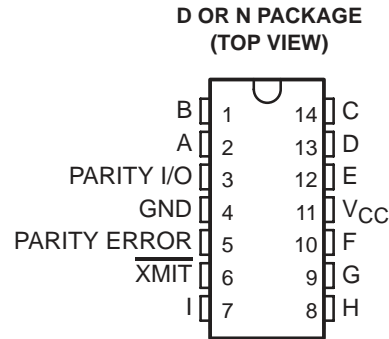 D OR N PACKAGE
(TOP VIEW)
B 1 14 C
A 2 13 D
PARITY I/O 3 12 E
GND 4 11 VCC
PARITY ERROR 5 10 F
XMIT 6 9 G
I 7 8 H